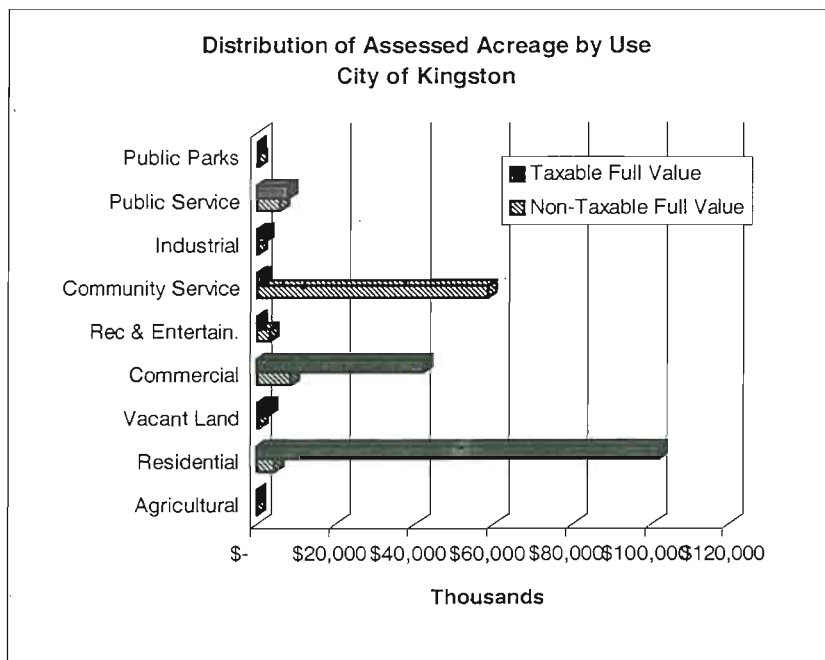 Distribution of Assessed Acreage by Use
City of Kingston
Public Parks
Public Service
Industrial
Community Service
Rec & Entertain.
Commercial
Vacant Land
Residential
Agricultural
Taxable Full Value
Non-Taxable Full Value
$- $20,000 $40,000 $60,000 $80,000 $100,000 $120,000
Thousands